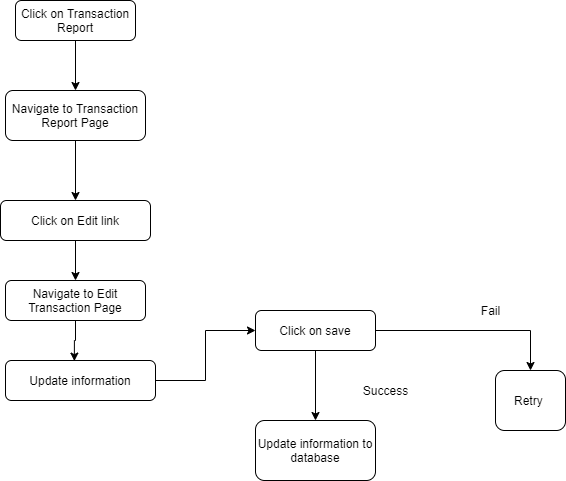 Click on Transaction
Report
Navigate to Transaction
Report Page
Click on Edit link
Navigate to Edit
Transaction Page
Update information
Click on save
Fail
Success
Retry
Update information to
database